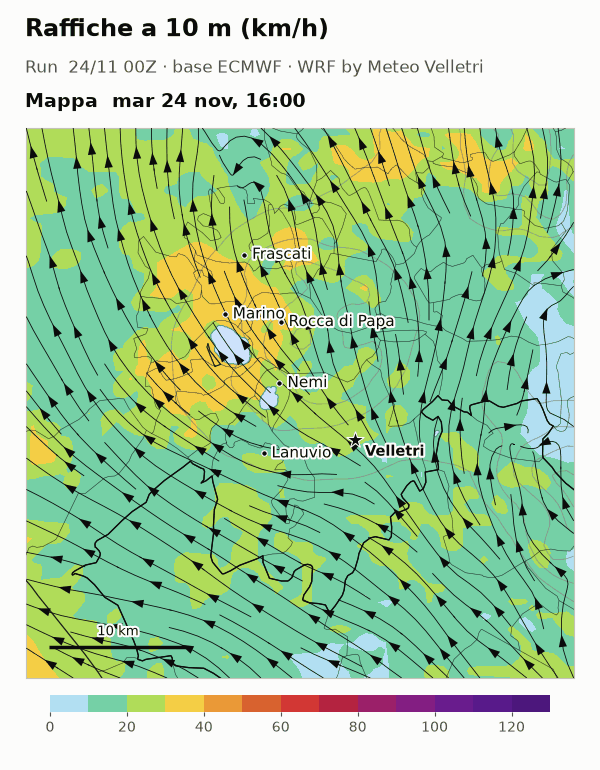 Raffiche a 10 m (km/h)
Run  24/11 00Z · base ECMWF · WRF by Meteo Velletri
Mappa  mar 24 nov, 16:00
Frascati
Marino
Rocca di Papa
Nemi
Velletri
Lanuvio
10 km
0 20 40 60 80 100 120